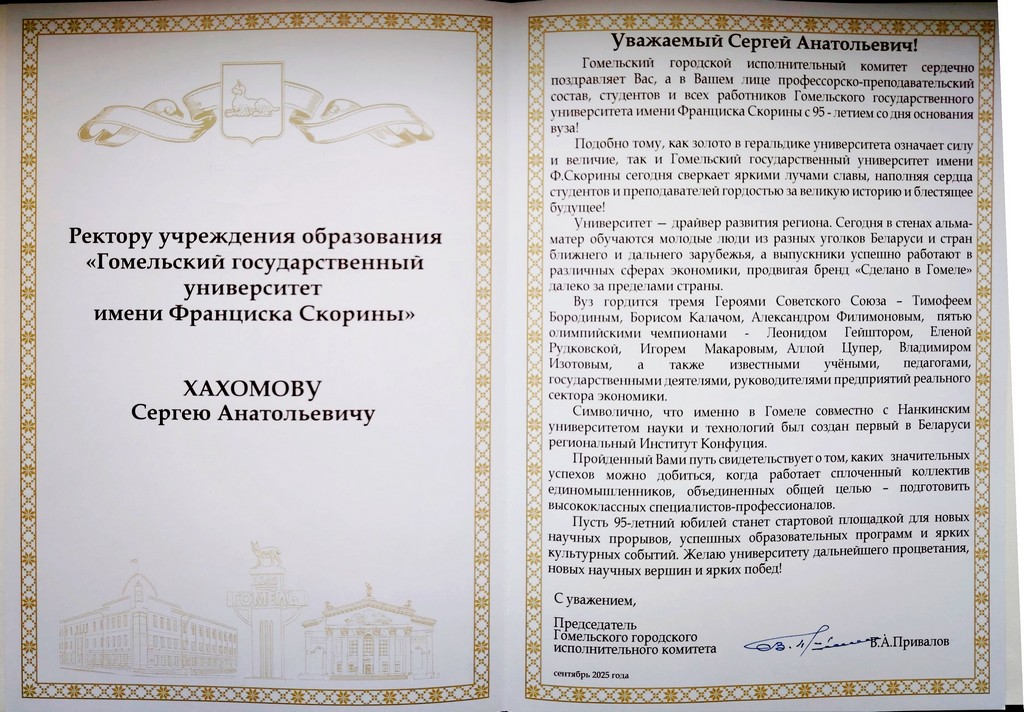 Ректору учреждения образования
«Гомельский государственный
университет
имени Франциска Скорины»
ХАХОМОВУ
Сергею Анатольевичу
ГОМЕЛЬ
Уважаемый Сергей Анатольевич!
Гомельский городской исполнительный комитет сердечно
поздравляет Вас, а в Вашем лице профессорско-преподавательский
состав, студентов и всех работников Гомельского государственного
университета имени Франциска Скорины с 95 - летием со дня основания
вуза!
Подобно тому, как золото в геральдике университета означает силу
и величие, так и Гомельский государственный университет имени
Ф.Скорины сегодня сверкает яркими лучами славы, наполняя сердца
студентов и преподавателей гордостью за великую историю и блестящее
будущее!
Университет — драйвер развития региона. Сегодня в стенах альма-
матер обучаются молодые люди из разных уголков Беларуси и стран
ближнего и дальнего зарубежья, а выпускники успешно работают в
различных сферах экономики, продвигая бренд «Сделано в Гомеле»
далеко за пределами страны.
Вуз гордится тремя Героями Советского Союза – Тимофеем
Бородиным, Борисом Калачом, Александром Филимоновым, пятью
олимпийскими чемпионами - Леонидом Гейштором, Еленой
Рудковской, Игорем Макаровым, Аллой Цупер, Владимиром
Изотовым, а также известными учёными, педагогами,
государственными деятелями, руководителями предприятий реального
сектора экономики.
Символично, что именно в Гомеле совместно с Нанкинским
университетом науки и технологий был создан первый в Беларуси
региональный Институт Конфуция.
Пройденный Вами путь свидетельствует о том, каких значительных
успехов можно добиться, когда работает сплоченный коллектив
единомышленников, объединенных общей целью – подготовить
высококлассных специалистов-профессионалов.
Пусть 95-летний юбилей станет стартовой площадкой для новых
научных прорывов, успешных образовательных программ и ярких
культурных событий. Желаю университету дальнейшего процветания,
новых научных вершин и ярких побед!
С уважением,
Председатель
Гомельского городского
исполнительного комитета
В.А.Привалов
сентябрь 2025 года